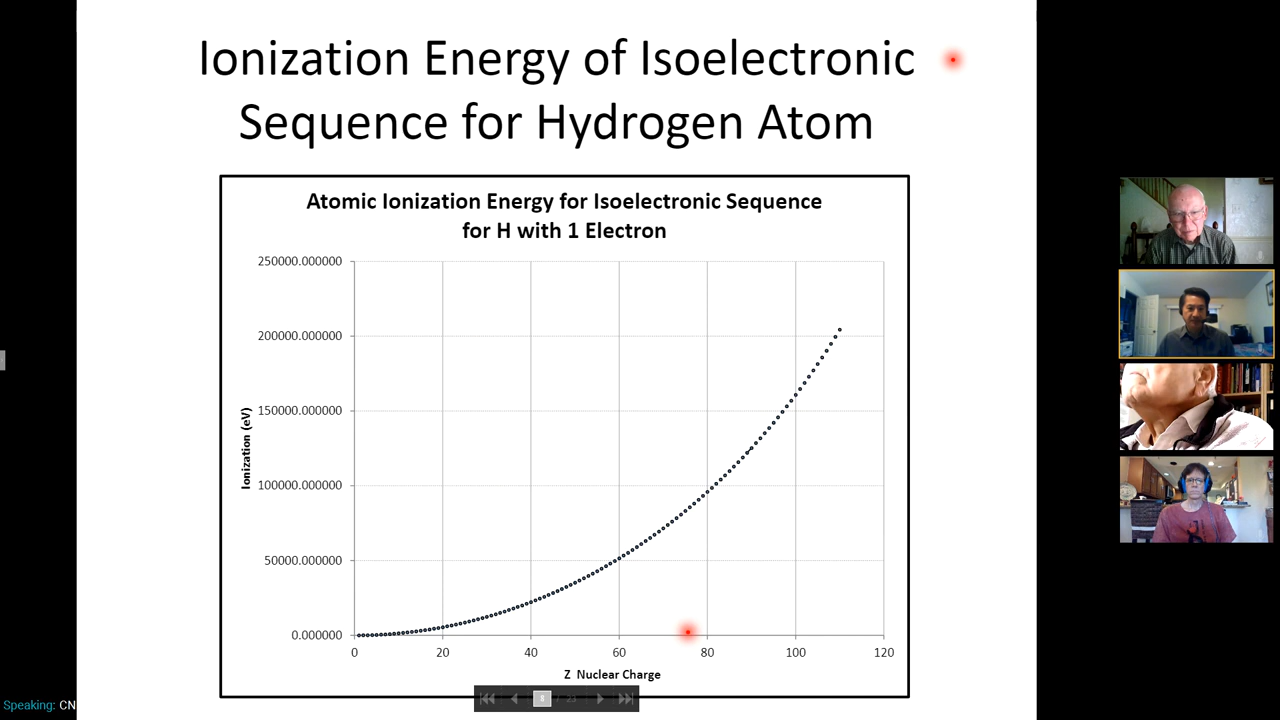 Ionization Energy of Isoelectronic
Sequence for Hydrogen Atom
Atomic Ionization Energy for Isoelectronic Sequence
for H with 1 Electron
250000.000000
200000.000000
150000.000000
100000.000000
50000.000000
0.000000
Ionization (eV)
0 20 40 60 80 100 120
Z Nuclear Charge
8 / 23
Speaking: CN